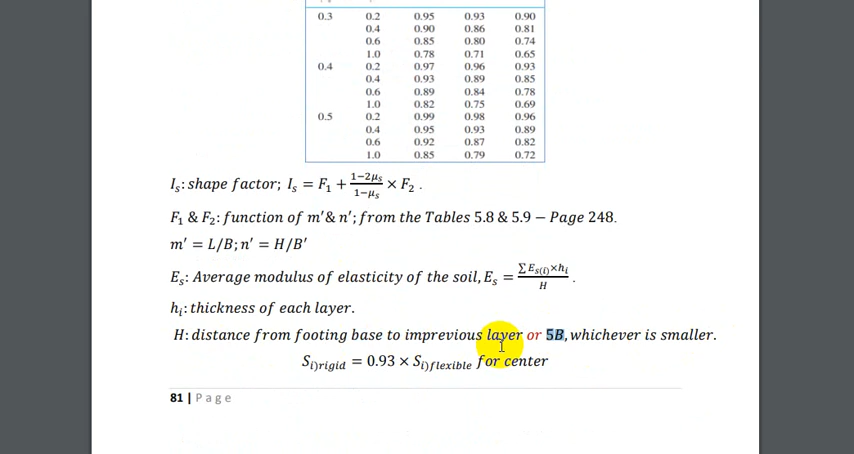 0.3 0.2 0.95 0.93 0.90
0.4 0.90 0.86 0.81
0.6 0.85 0.80 0.74
1.0 0.78 0.71 0.65
0.4 0.2 0.97 0.96 0.93
0.4 0.93 0.89 0.85
0.6 0.89 0.84 0.78
1.0 0.82 0.75 0.69
0.5 0.2 0.99 0.98 0.96
0.4 0.95 0.93 0.89
0.6 0.92 0.87 0.82
1.0 0.85 0.79 0.72
Iₛ: shape factor; Iₛ = F₁ + (1−2μₛ)/(1−μₛ) × F₂ .
F₁ & F₂: function of m′& n′; from the Tables 5.8 & 5.9 – Page 248.
m′ = L/B; n′ = H/B′
Eₛ: Average modulus of elasticity of the soil, Eₛ = (∑ Eₛ₍ᵢ₎×hᵢ)/H .
hᵢ: thickness of each layer.
H: distance from footing base to imprevious layer or 5B, whichever is smaller.
Sᵢ₎rigid = 0.93 × Sᵢ₎flexible for center
81 | Page